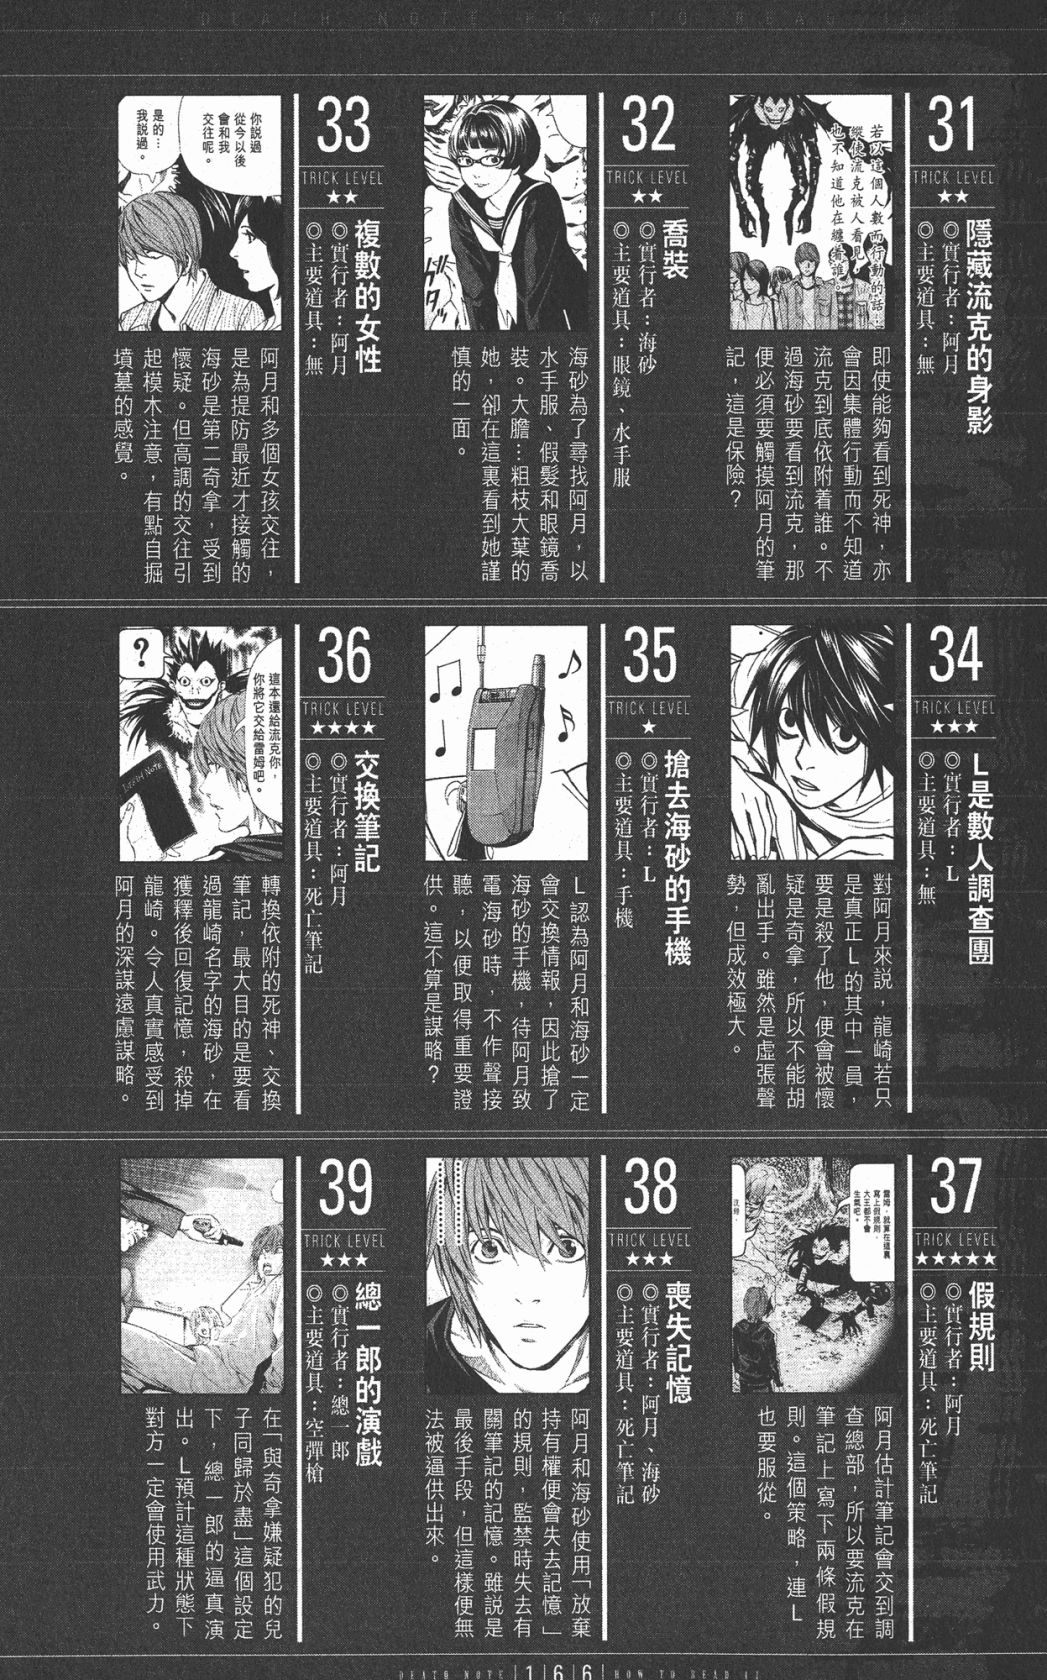 DEATH NOTE HOW TO READ 13
31
TRICK LEVEL
★★
隱藏流克的身影
◎實行者：阿月
◎主要道具：無
若以這個人數而行動的話，
縱使流克被人看見，
也不知道他在纏著誰。
即使能夠看到死神，亦
會因集體行動而不知道
流克到底依附着誰。不
過海砂要看到流克，那
便必須要觸摸阿月的筆
記，這是保險？
32
TRICK LEVEL
★★
喬裝
◎實行者：海砂
◎主要道具：眼鏡、水手服
海砂為了尋找阿月，以
水手服、假髮和眼鏡喬
裝。大膽…粗枝大葉的
她，卻在這裏看到她謹
慎的一面。
33
TRICK LEVEL
★★
複數的女性
◎實行者：阿月
◎主要道具：無
你説過
從今以後
會和我
交往呢。
是的…
我説過。
阿月和多個女孩交往，
是為提防最近才接觸的
海砂是第二奇拿，受到
懷疑。但高調的交往引
起模木注意，有點自掘
墳墓的感覺。
34
TRICK LEVEL
★★★
L是數人調查團
◎實行者：L
◎主要道具：無
對阿月來説，龍崎若只
是真正L的其中一員，
要是殺了他，便會被懷
疑是奇拿，所以不能胡
亂出手。雖然是虛張聲
勢，但成效極大。
35
TRICK LEVEL
★
搶去海砂的手機
◎實行者：L
◎主要道具：手機
L認為阿月和海砂一定
會交換情報，因此搶了
海砂的手機，待阿月致
電海砂時，不作聲接
聽，以便取得重要證
供。這不算是謀略？
36
TRICK LEVEL
★★★★
交換筆記
◎實行者：阿月
◎主要道具：死亡筆記
這本還給流克你，
你將它交給雷姆吧。
?
DEATH NOTE
轉換依附的死神、交換
筆記，最大目的是要看
過龍崎名字的海砂，在
獲釋後回復記憶，殺掉
龍崎。令人真實感受到
阿月的深謀遠慮謀略。
37
TRICK LEVEL
★★★★★
假規則
◎實行者：阿月
◎主要道具：死亡筆記
雷姆，就算在這裏
寫上假規則，
大王都不會
生氣吧。
阿月估計筆記會交到調
查總部，所以要流克在
筆記上寫下兩條假規
則。這個策略，連L
也要服從。
38
TRICK LEVEL
★★★
喪失記憶
◎實行者：阿月、海砂
◎主要道具：死亡筆記
阿月和海砂使用「放棄
持有權便會失去記憶」
的規則，監禁時失去有
關筆記的記憶。雖説是
最後手段，但這樣便無
法被逼供出來。
39
TRICK LEVEL
★★★
總一郎的演戲
◎實行者：總一郎
◎主要道具：空彈槍
在「與奇拿嫌疑犯的兒
子同歸於盡」這個設定
下，總一郎的逼真演
出。L預計這種狀態下
對方一定會使用武力。
DEATH NOTE | 1 | 6 | 6 | HOW TO READ 13